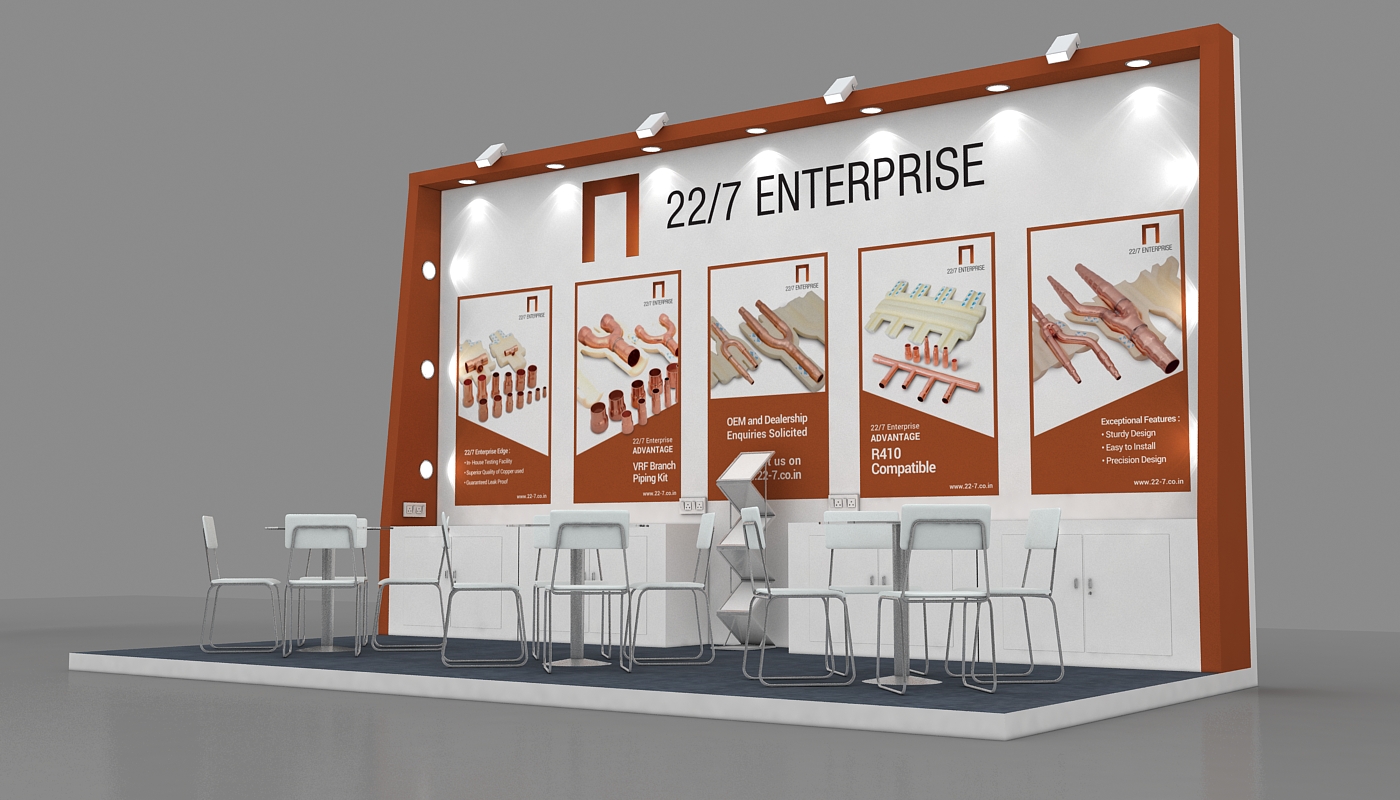 22/7 ENTERPRISE
22/7 ENTERPRISE
22/7 Enterprise Edge :
• In- House Testing Facility
• Superior Quality of Copper used
• Guaranteed Leak Proof
www.22-7.co.in
22/7 ENTERPRISE
22/7 Enterprise
ADVANTAGE
VRF Branch
Piping Kit
www.22-7.co.in
22/7 ENTERPRISE
OEM and Dealership
Enquiries Solicited
us on
22-7.co.in
22/7 ENTERPRISE
22/7 Enterprise
ADVANTAGE
R410
Compatible
www.22-7.co.in
22/7 ENTERPRISE
Exceptional Features :
• Sturdy Design
• Easy to Install
• Precision Design
www.22-7.co.in